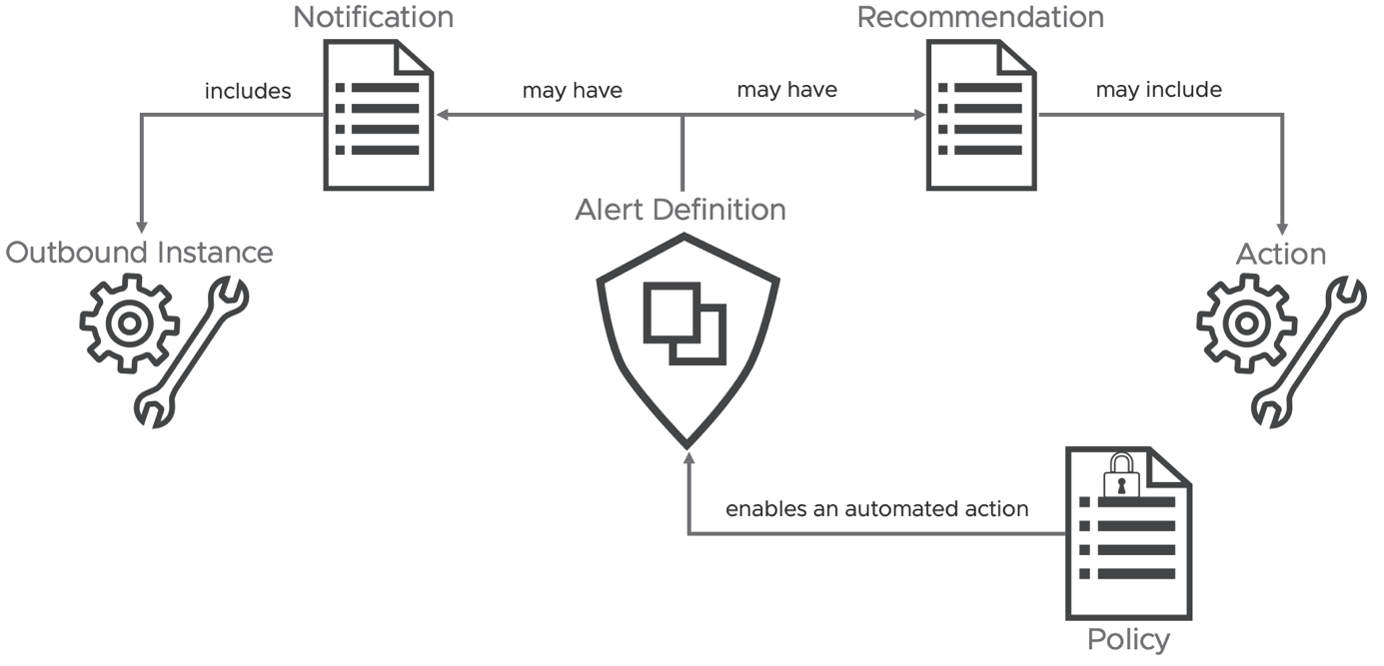 Notification
Recommendation
includes
may have
may have
may include
Alert Definition
Outbound Instance
Action
enables an automated action
Policy